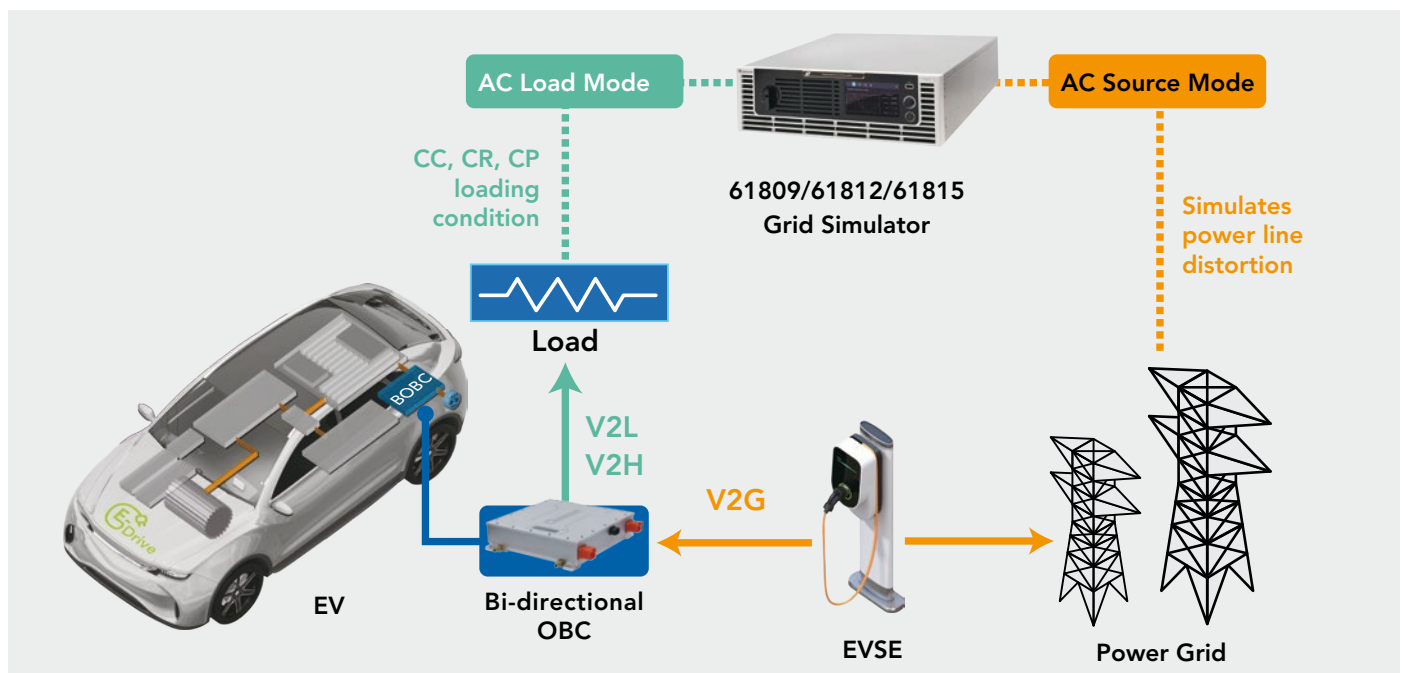 AC Load Mode
AC Source Mode
CC, CR, CP
loading
condition
61809/61812/61815
Grid Simulator
Simulates
power line
distortion
Load
BOBC
V2L
V2H
V2G
E-Drive
EV
Bi-directional
OBC
EVSE
Power Grid